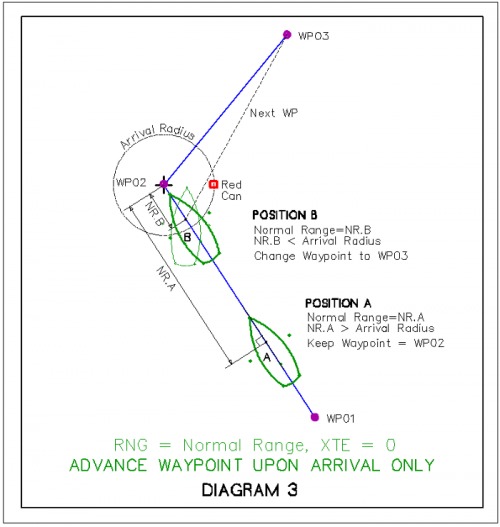 WP03
Next WP
Arrival Radius
WP02
Red
Can
NR.B
B
NR.A
POSITION B
Normal Range=NR.B
NR.B < Arrival Radius
Change Waypoint to WP03
POSITION A
Normal Range=NR.A
NR.A > Arrival Radius
Keep Waypoint = WP02
A
WP01
RNG = Normal Range, XTE = 0
ADVANCE WAYPOINT UPON ARRIVAL ONLY
DIAGRAM 3